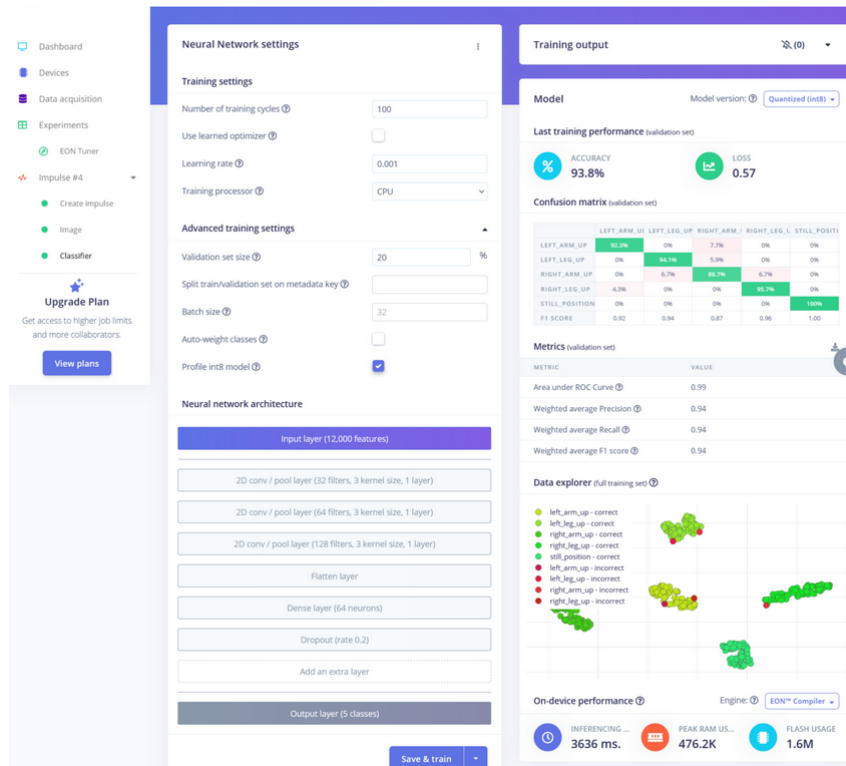 Dashboard
Devices
Data acquisition
Experiments
EON Tuner
Impulse #4
Create impulse
Image
Classifier
Upgrade Plan
Get access to higher job limits
and more collaborators.
View plans
Neural Network settings
Training settings
Number of training cycles
100
Use learned optimizer
Learning rate
0.001
Training processor
CPU
Advanced training settings
Validation set size
20
%
Split train/validation set on metadata key
Batch size
32
Auto-weight classes
Profile int8 model
Neural network architecture
Input layer (12,000 features)
2D conv / pool layer (32 filters, 3 kernel size, 1 layer)
2D conv / pool layer (64 filters, 3 kernel size, 1 layer)
2D conv / pool layer (128 filters, 3 kernel size, 1 layer)
Flatten layer
Dense layer (64 neurons)
Dropout (rate 0.2)
Add an extra layer
Output layer (5 classes)
Save & train
Training output
(0)
Model
Model version:
Quantized (int8)
Last training performance (validation set)
%
ACCURACY
93.8%
LOSS
0.57
Confusion matrix (validation set)
LEFT_ARM_U LEFT_LEG_UP RIGHT_ARM_ RIGHT_LEG_L STILL_POSITI
LEFT_ARM_UP 92.3% 0% 7.7% 0% 0%
LEFT_LEG_UP 0% 94.1% 5.9% 0% 0%
RIGHT_ARM_UP 0% 6.7% 86.7% 6.7% 0%
RIGHT_LEG_UP 4.3% 0% 0% 95.7% 0%
STILL_POSITION 0% 0% 0% 0% 100%
F1 SCORE 0.92 0.94 0.87 0.96 1.00
Metrics (validation set)
METRIC VALUE
Area under ROC Curve 0.99
Weighted average Precision 0.94
Weighted average Recall 0.94
Weighted average F1 score 0.94
Data explorer (full training set)
left_arm_up - correct
left_leg_up - correct
right_arm_up - correct
right_leg_up - correct
still_position - correct
left_arm_up - incorrect
left_leg_up - incorrect
right_arm_up - incorrect
right_leg_up - incorrect
On-device performance
Engine:
EON™ Compiler
INFERENCING ...
3636 ms.
PEAK RAM US...
476.2K
FLASH USAGE
1.6M